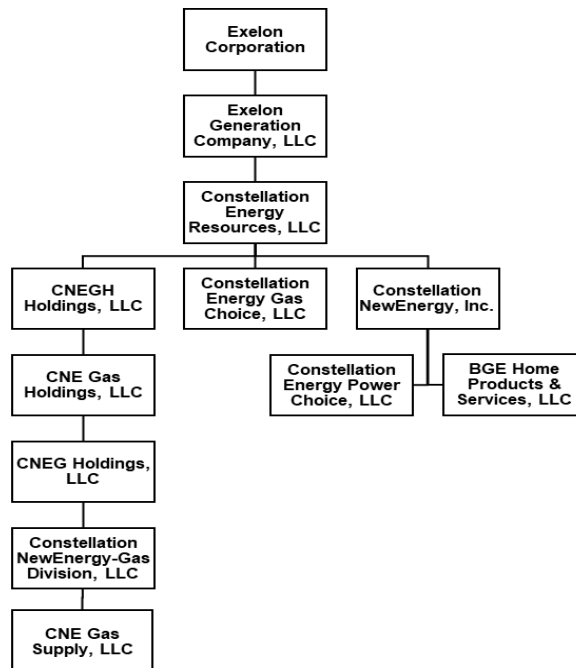 Exelon
Corporation
Exelon
Generation
Company, LLC
Constellation
Energy
Resources, LLC
CNEGH
Holdings, LLC
Constellation
Energy Gas
Choice, LLC
Constellation
NewEnergy, Inc.
CNE Gas
Holdings, LLC
Constellation
Energy Power
Choice, LLC
BGE Home
Products &
Services, LLC
CNEG Holdings,
LLC
Constellation
NewEnergy-Gas
Division, LLC
CNE Gas
Supply, LLC